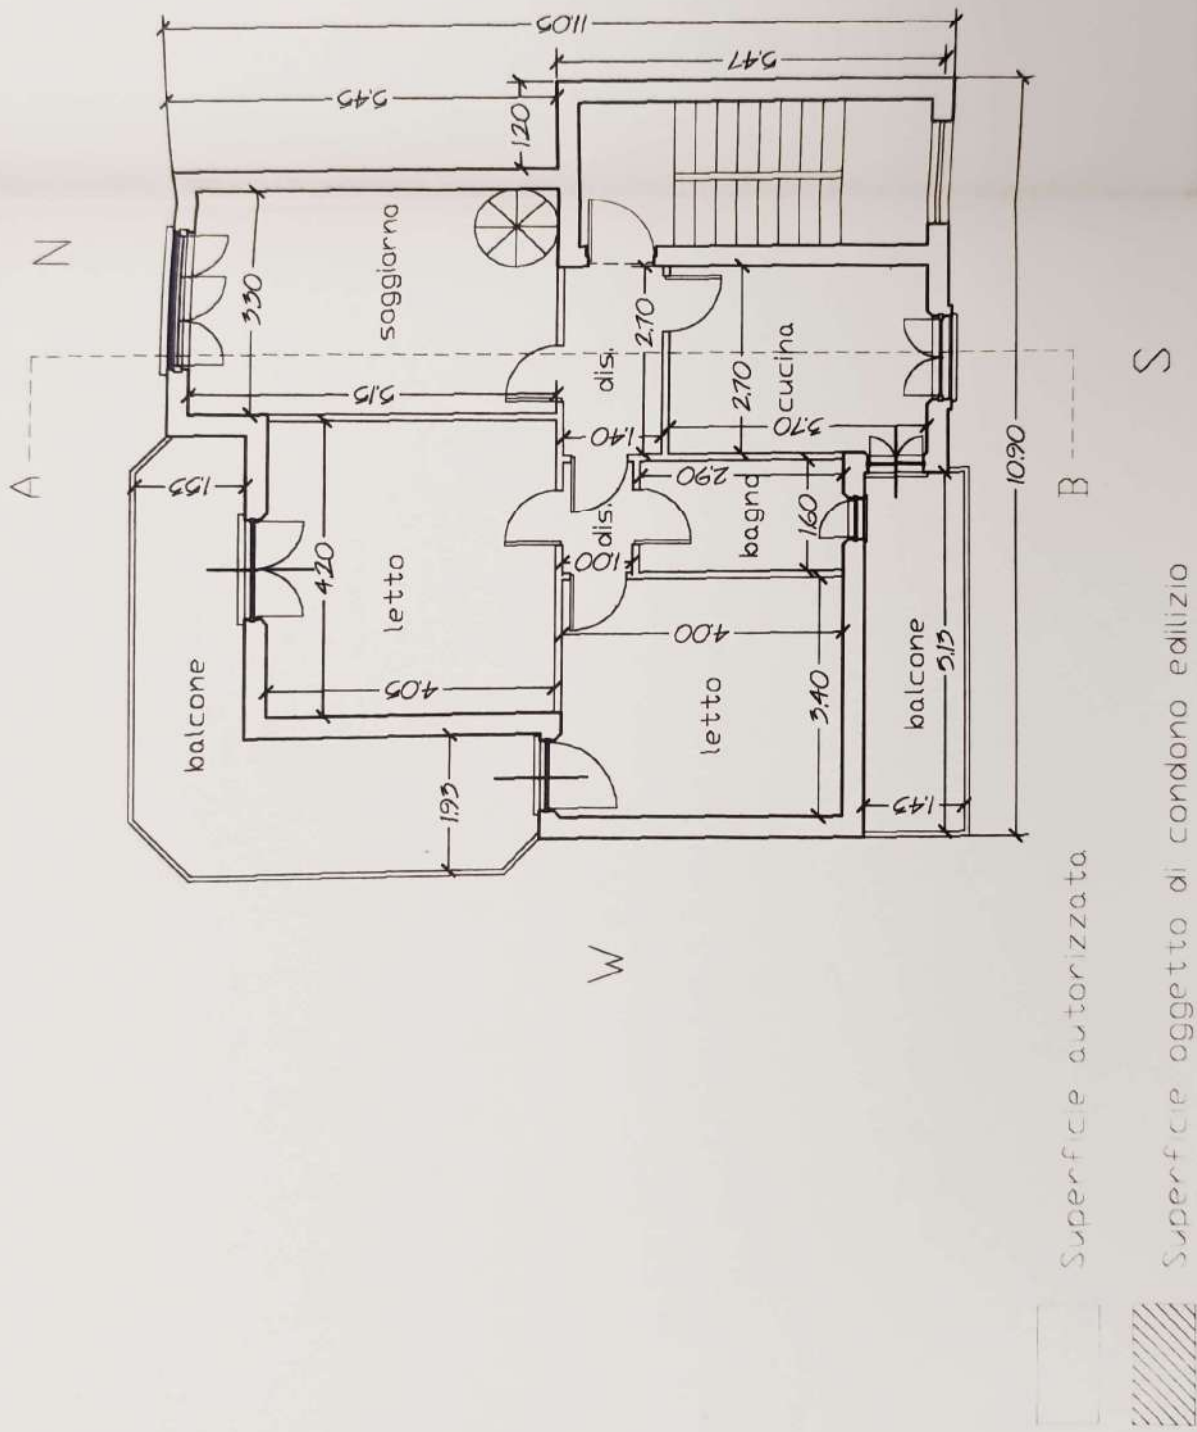 N
A
11.05
5.45
5.47
1.20
3.30
soggiorno
5.15
dis.
2.70
2.70
cucina
3.70
1.40
1.53
balcone
4.20
letto
4.05
dis.
1.00
2.90
bagno
1.60
4.00
letto
3.40
1.93
balcone
5.13
1.43
10.90
B
S
W
Superficie autorizzata
Superficie oggetto di condono edilizio